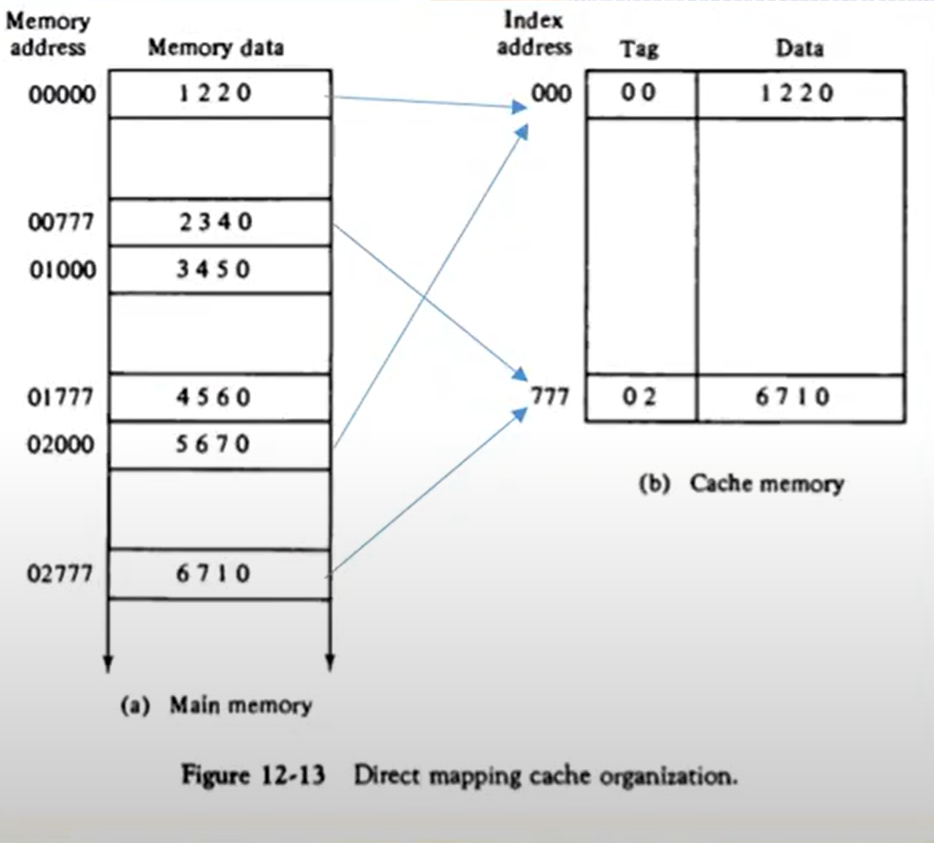 Memory address Memory data
00000 1 2 2 0
00777 2 3 4 0
01000 3 4 5 0
01777 4 5 6 0
02000 5 6 7 0
02777 6 7 1 0
(a) Main memory
Index address Tag Data
000 0 0 1 2 2 0
777 0 2 6 7 1 0
(b) Cache memory
Figure 12-13 Direct mapping cache organization.